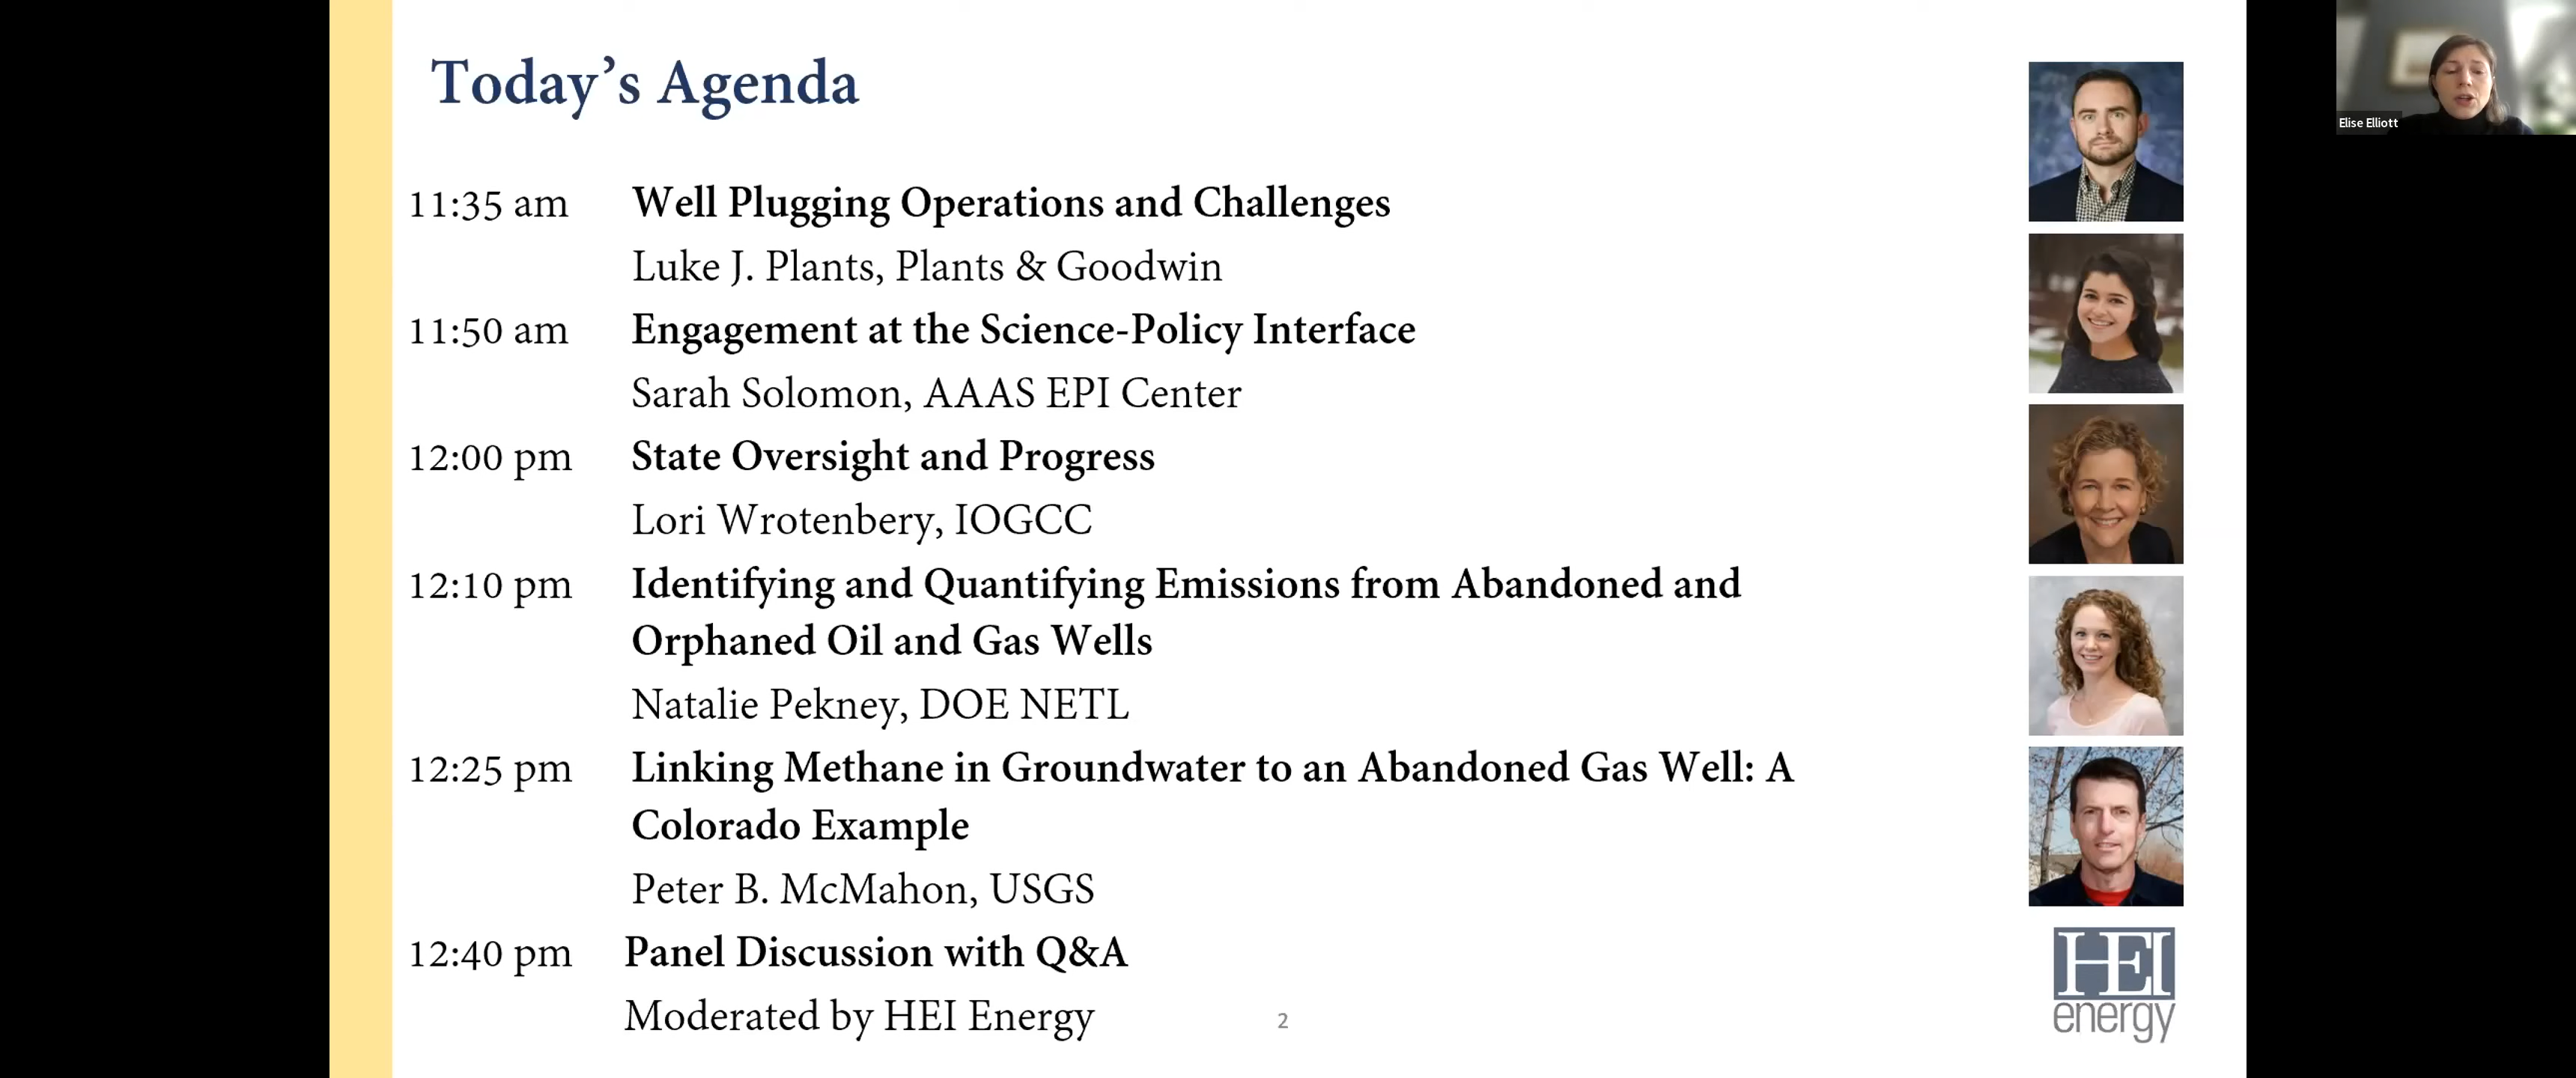 Today’s Agenda
Elise Elliott
11:35 am Well Plugging Operations and Challenges
Luke J. Plants, Plants & Goodwin
11:50 am Engagement at the Science-Policy Interface
Sarah Solomon, AAAS EPI Center
12:00 pm State Oversight and Progress
Lori Wrotenbery, IOGCC
12:10 pm Identifying and Quantifying Emissions from Abandoned and
Orphaned Oil and Gas Wells
Natalie Pekney, DOE NETL
12:25 pm Linking Methane in Groundwater to an Abandoned Gas Well: A
Colorado Example
Peter B. McMahon, USGS
12:40 pm Panel Discussion with Q&A
Moderated by HEI Energy
2
HEI
energy